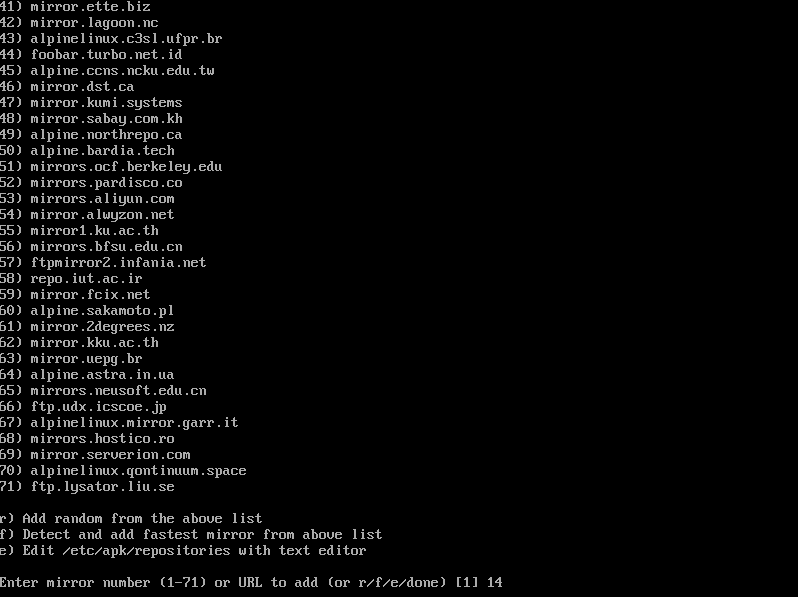 41) mirror.ette.biz
42) mirror.lagoon.nc
43) alpinelinux.c3sl.ufpr.br
44) foobar.turbo.net.id
45) alpine.ccns.ncku.edu.tw
46) mirror.dst.ca
47) mirror.kumi.systems
48) mirror.sabay.com.kh
49) alpine.northrepo.ca
50) alpine.bardia.tech
51) mirrors.ocf.berkeley.edu
52) mirrors.pardisco.co
53) mirrors.aliyun.com
54) mirror.alwyzon.net
55) mirror1.ku.ac.th
56) mirrors.bfsu.edu.cn
57) ftpmirror2.infania.net
58) repo.iut.ac.ir
59) mirror.fcix.net
60) alpine.sakamoto.pl
61) mirror.2degrees.nz
62) mirror.kku.ac.th
63) mirror.uepg.br
64) alpine.astra.in.ua
65) mirrors.neusoft.edu.cn
66) ftp.udx.icscoe.jp
67) alpinelinux.mirror.garr.it
68) mirrors.hostico.ro
69) mirror.serverion.com
70) alpinelinux.qontinuum.space
71) ftp.lysator.liu.se
r) Add random from the above list
f) Detect and add fastest mirror from above list
e) Edit /etc/apk/repositories with text editor
Enter mirror number (1-71) or URL to add (or r/f/e/done) [1] 14